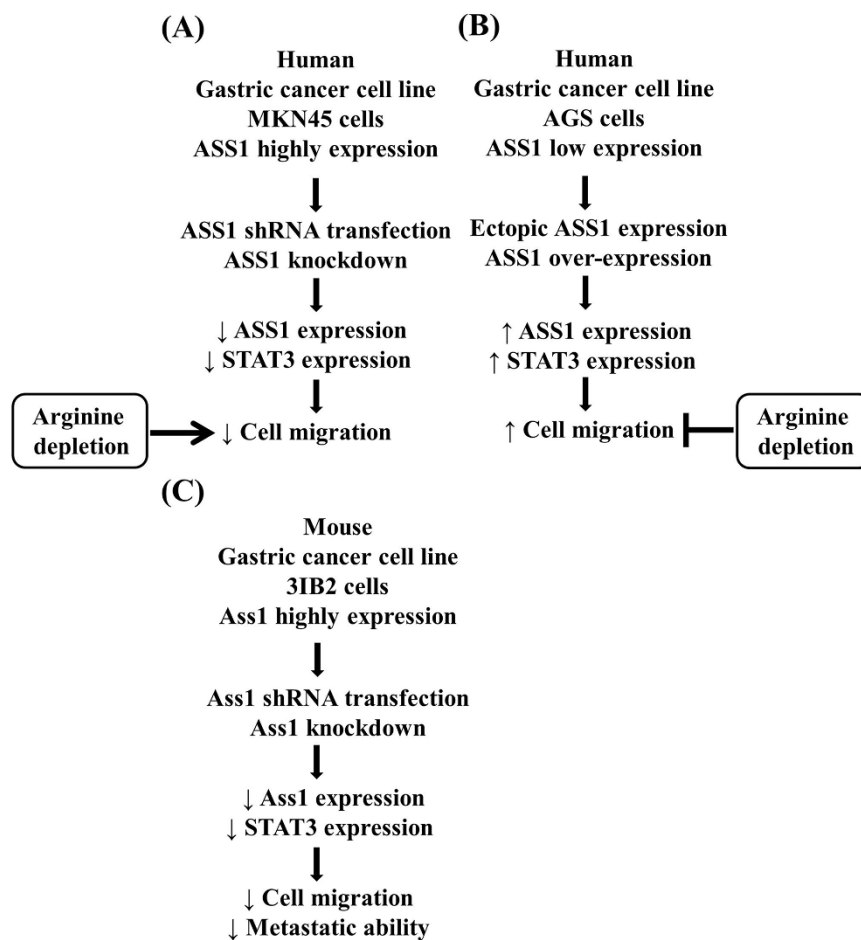 (A)
Human
Gastric cancer cell line
MKN45 cells
ASS1 highly expression
ASS1 shRNA transfection
ASS1 knockdown
↓ ASS1 expression
↓ STAT3 expression
Arginine
depletion
↓ Cell migration
(B)
Human
Gastric cancer cell line
AGS cells
ASS1 low expression
Ectopic ASS1 expression
ASS1 over-expression
↑ ASS1 expression
↑ STAT3 expression
↑ Cell migration
Arginine
depletion
(C)
Mouse
Gastric cancer cell line
3IB2 cells
Ass1 highly expression
Ass1 shRNA transfection
Ass1 knockdown
↓ Ass1 expression
↓ STAT3 expression
↓ Cell migration
↓ Metastatic ability